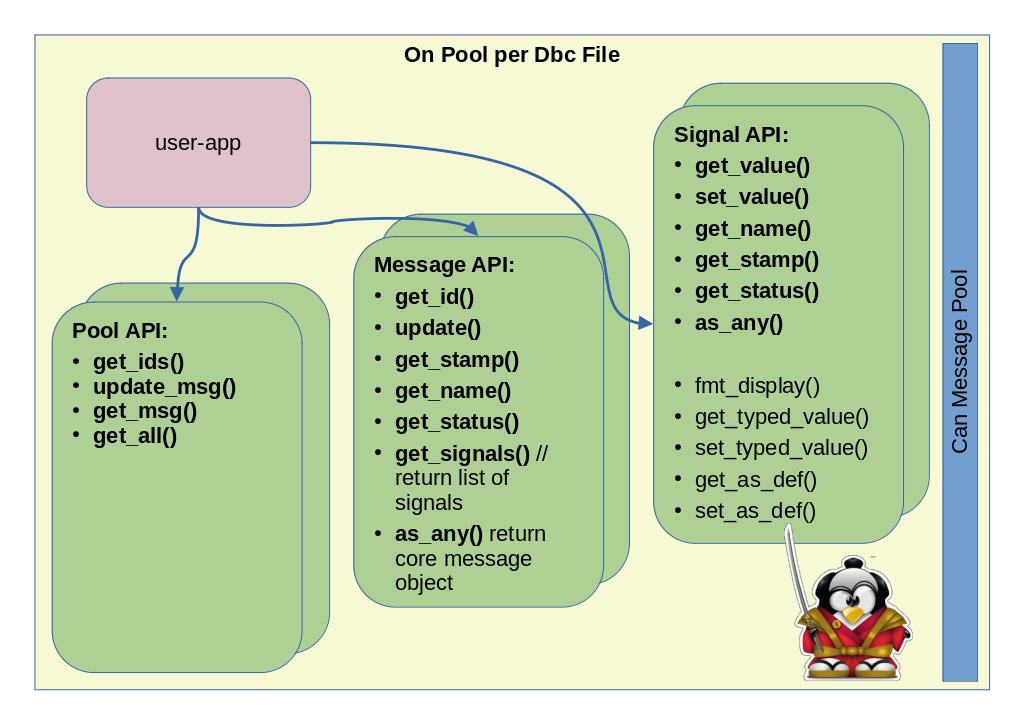 On Pool per Dbc File
user-app
Pool API:
• get_ids()
• update_msg()
• get_msg()
• get_all()
Message API:
• get_id()
• update()
• get_stamp()
• get_name()
• get_status()
• get_signals() //
return list of
signals
• as_any() return
core message
object
Signal API:
• get_value()
• set_value()
• get_name()
• get_stamp()
• get_status()
• as_any()
• fmt_display()
• get_typed_value()
• set_typed_value()
• get_as_def()
• set_as_def()
Can Message Pool